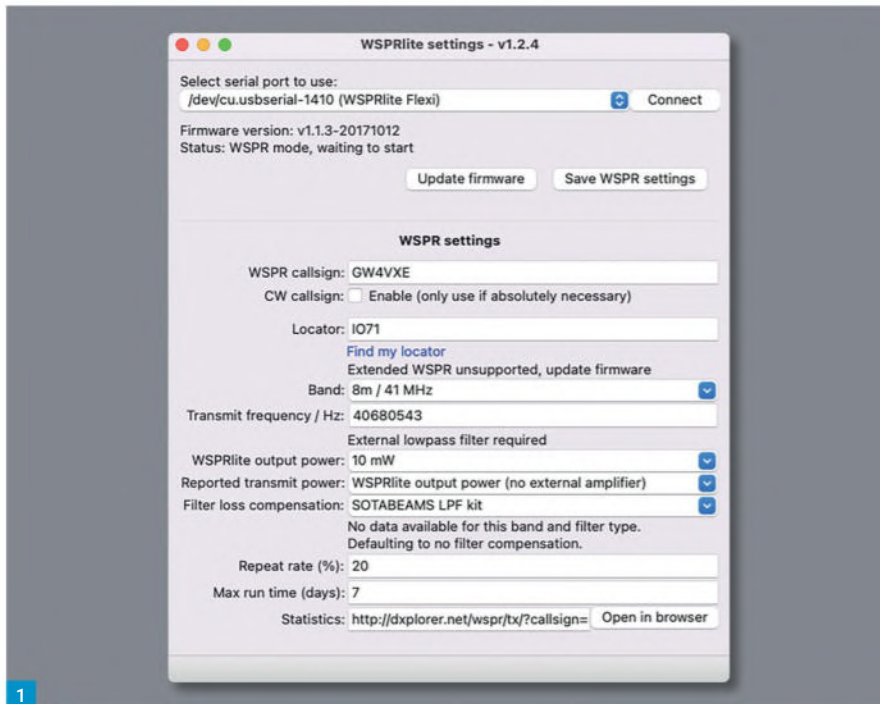 WSPRlite settings - v1.2.4
Select serial port to use:
/dev/cu.usbserial-1410 (WSPRlite Flexi) Connect
Firmware version: v1.1.3-20171012
Status: WSPR mode, waiting to start
Update firmware Save WSPR settings
WSPR settings
WSPR callsign: GW4VXE
CW callsign: Enable (only use if absolutely necessary)
Locator: IO71
Find my locator
Extended WSPR unsupported, update firmware
Band: 8m / 41 MHz
Transmit frequency / Hz: 40680543
External lowpass filter required
WSPRlite output power: 10 mW
Reported transmit power: WSPRlite output power (no external amplifier)
Filter loss compensation: SOTABEAMS LPF kit
No data available for this band and filter type.
Defaulting to no filter compensation.
Repeat rate (%): 20
Max run time (days): 7
Statistics: http://dxplorer.net/wspr/tx/?callsign= Open in browser
1